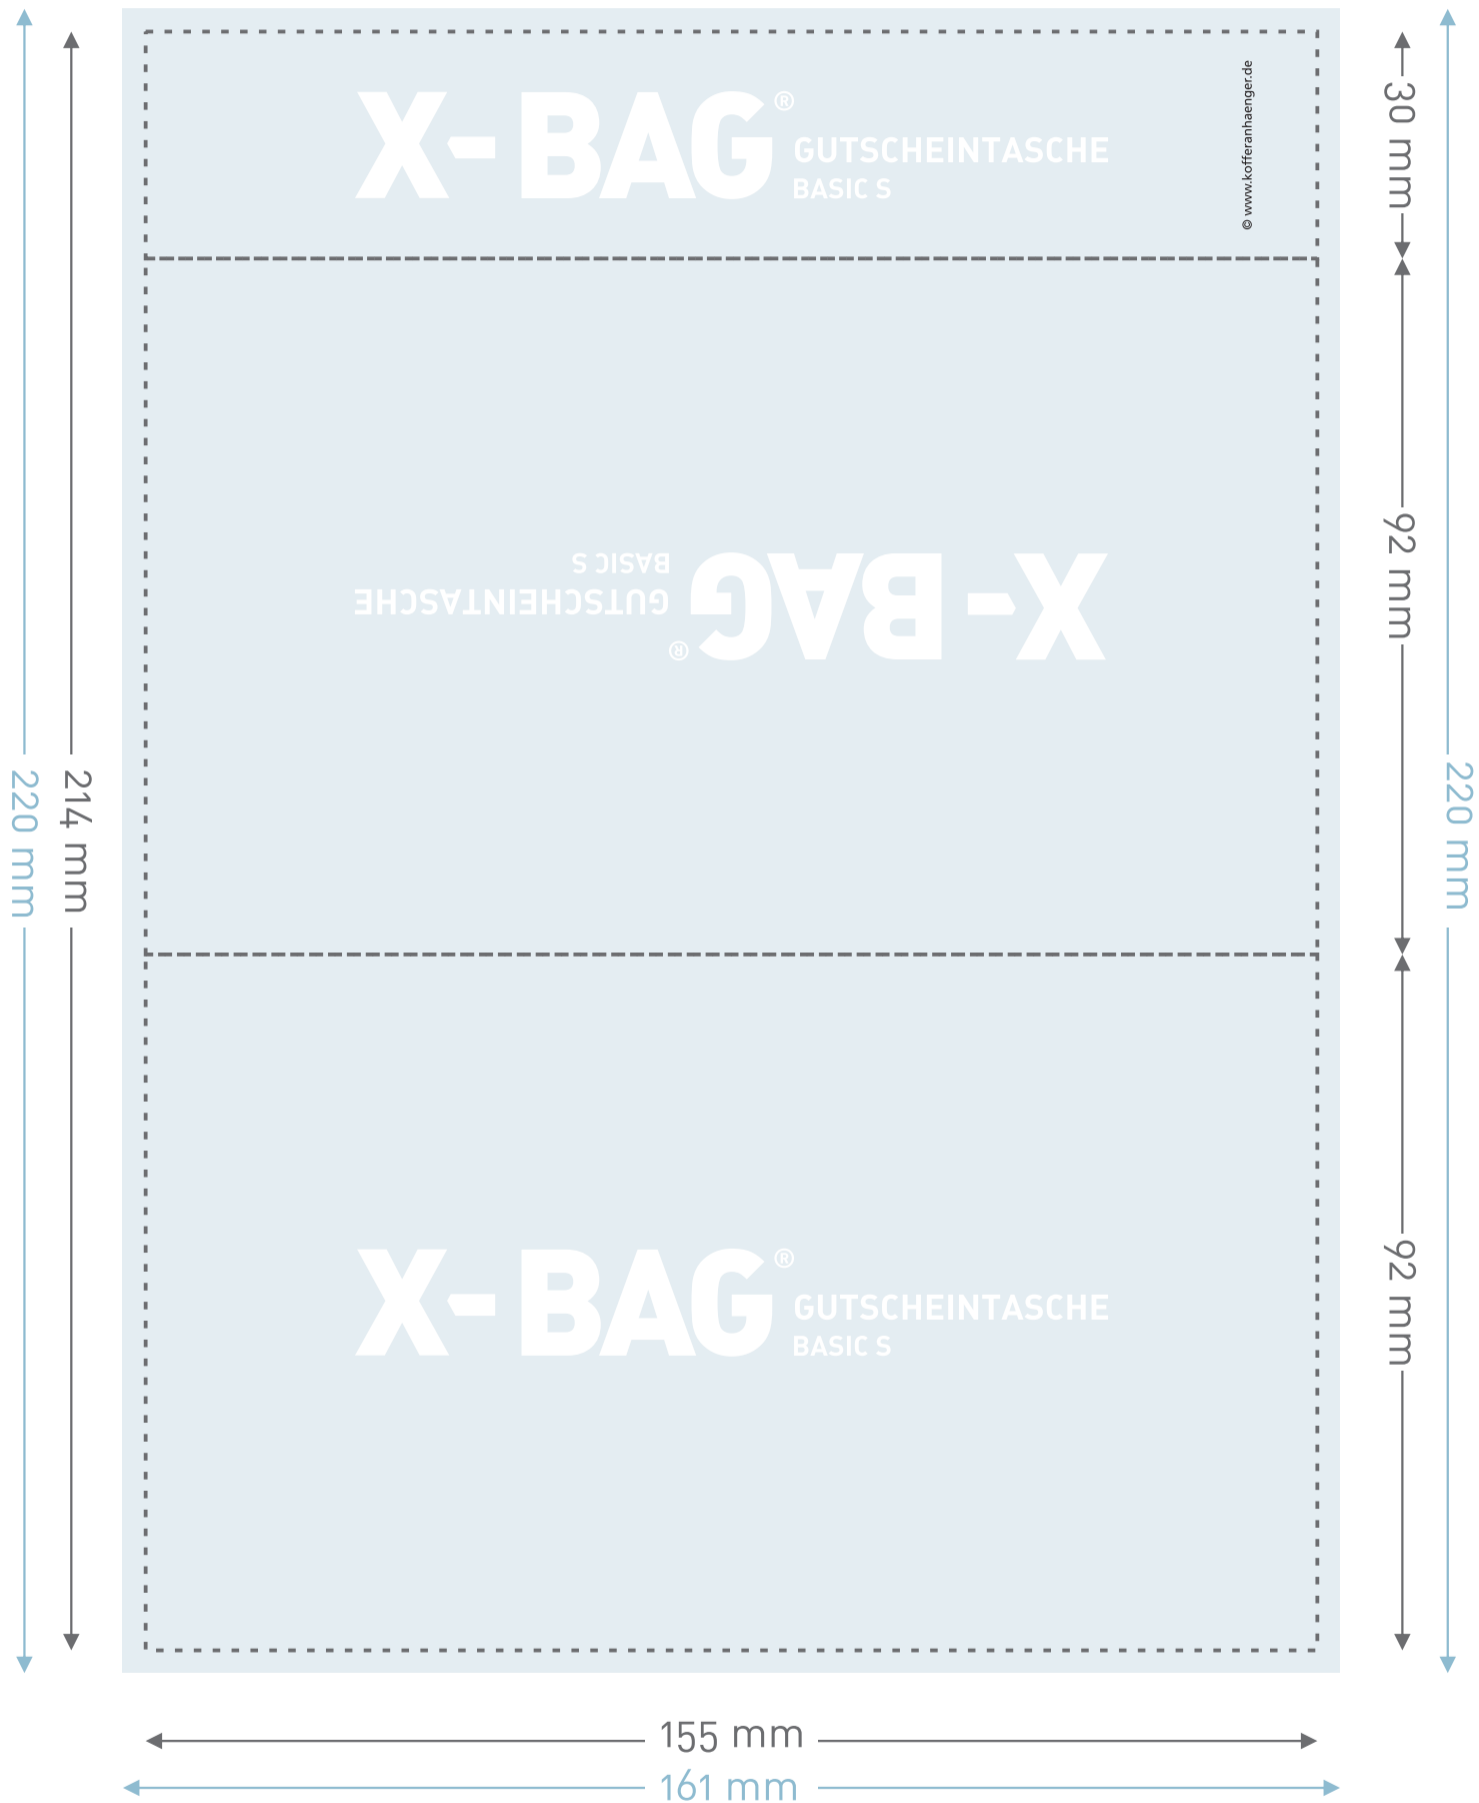 X-BAG®
GUTSCHEINTASCHE
BASIC S
© www.kofferanhaenger.de
30 mm
X-BAG®
GUTSCHEINTASCHE
BASIC S
92 mm
220 mm
214 mm
220 mm
X-BAG®
GUTSCHEINTASCHE
BASIC S
92 mm
155 mm
161 mm